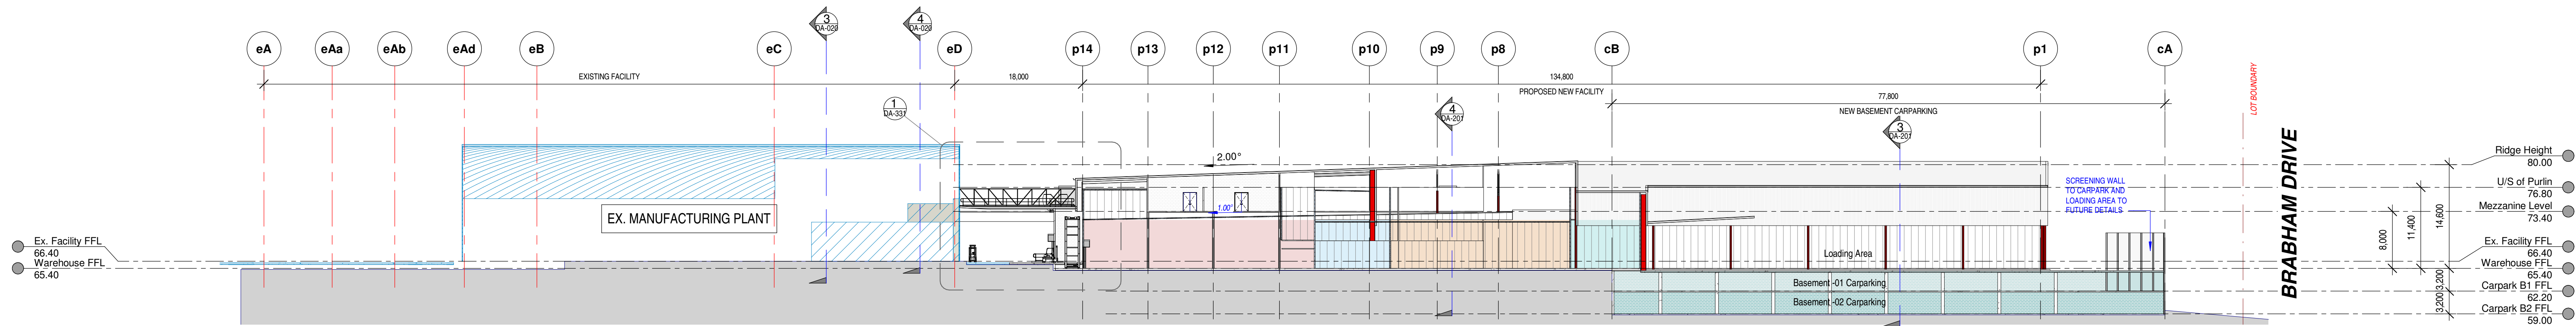 3
DA-020
4
DA-020
eA
eAa
eAb
eAd
eB
eC
eD
p14
p13
p12
p11
p10
p9
p8
cB
p1
cA
EXISTING FACILITY
18,000
134,800
PROPOSED NEW FACILITY
77,800
NEW BASEMENT CARPARKING
1
DA-331
4
DA-201
3
DA-201
LOT BOUNDARY
BRABHAM DRIVE
2.00°
1.00°
EX. MANUFACTURING PLANT
SCREENING WALL
TO CARPARK AND
LOADING AREA TO
FUTURE DETAILS
Loading Area
Basement -01 Carparking
Basement -02 Carparking
Ex. Facility FFL
66.40
Warehouse FFL
65.40
8,000
11,400
14,600
3,200
3,200
Ridge Height
80.00
U/S of Purlin
76.80
Mezzanine Level
73.40
Ex. Facility FFL
66.40
Warehouse FFL
65.40
Carpark B1 FFL
62.20
Carpark B2 FFL
59.00